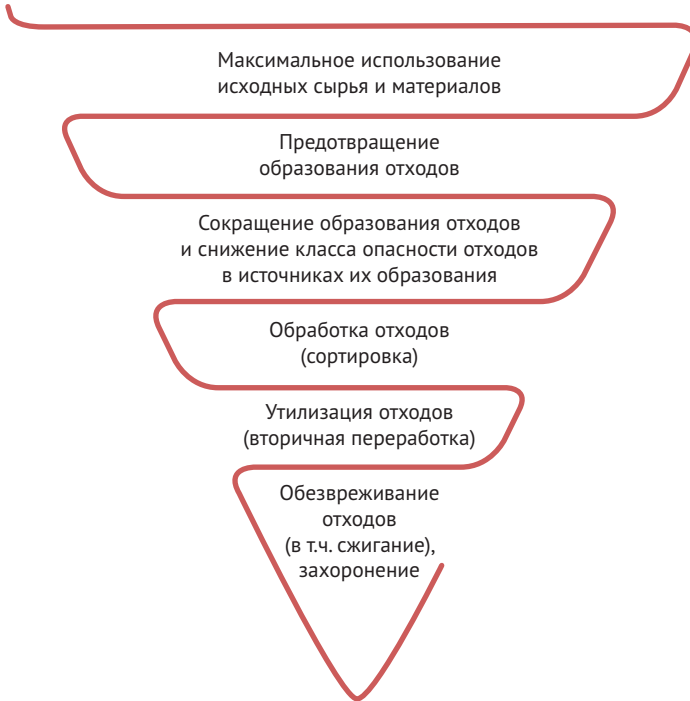 Максимальное использование
исходных сырья и материалов
Предотвращение
образования отходов
Сокращение образования отходов
и снижение класса опасности отходов
в источниках их образования
Обработка отходов
(сортировка)
Утилизация отходов
(вторичная переработка)
Обезвреживание
отходов
(в т.ч. сжигание),
захоронение